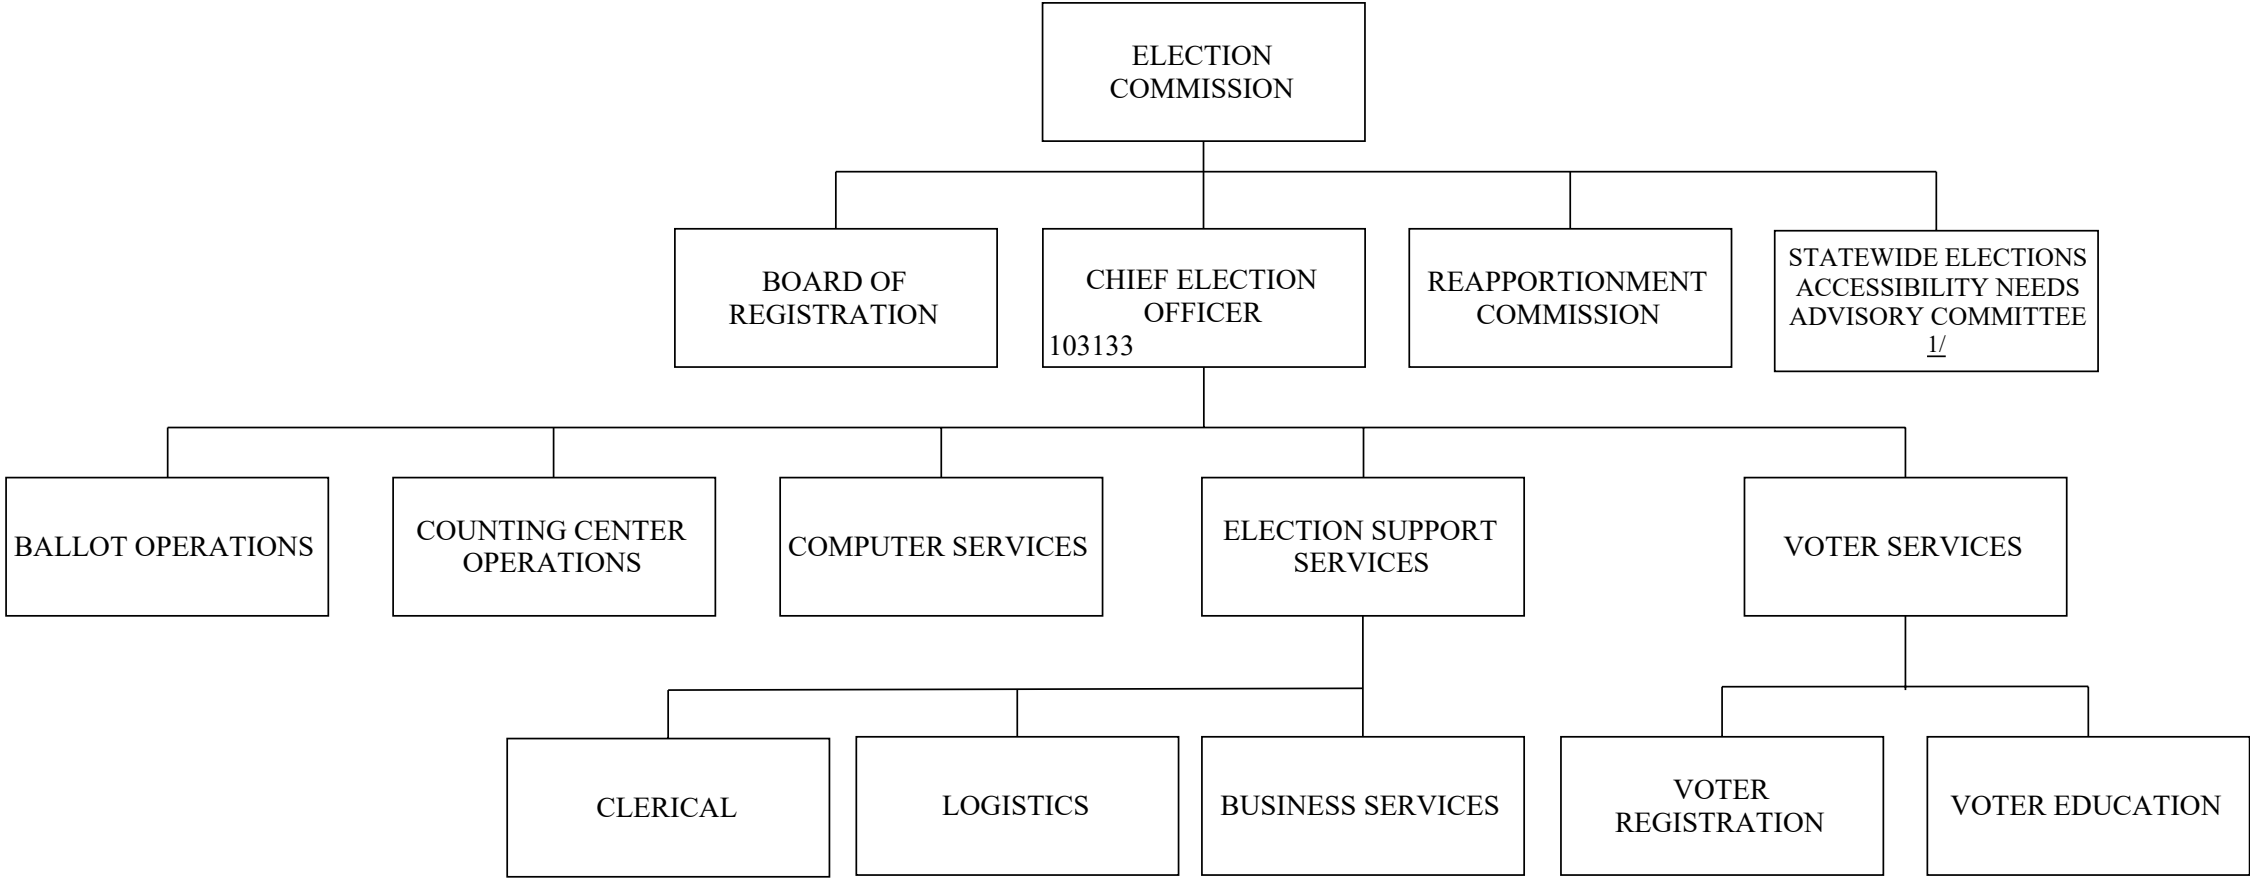 ELECTION
COMMISSION
BOARD OF
REGISTRATION
CHIEF ELECTION
OFFICER
103133
REAPPORTIONMENT
COMMISSION
STATEWIDE ELECTIONS
ACCESSIBILITY NEEDS
ADVISORY COMMITTEE
1/
BALLOT OPERATIONS
COUNTING CENTER
OPERATIONS
COMPUTER SERVICES
ELECTION SUPPORT
SERVICES
VOTER SERVICES
CLERICAL
LOGISTICS
BUSINESS SERVICES
VOTER
REGISTRATION
VOTER EDUCATION